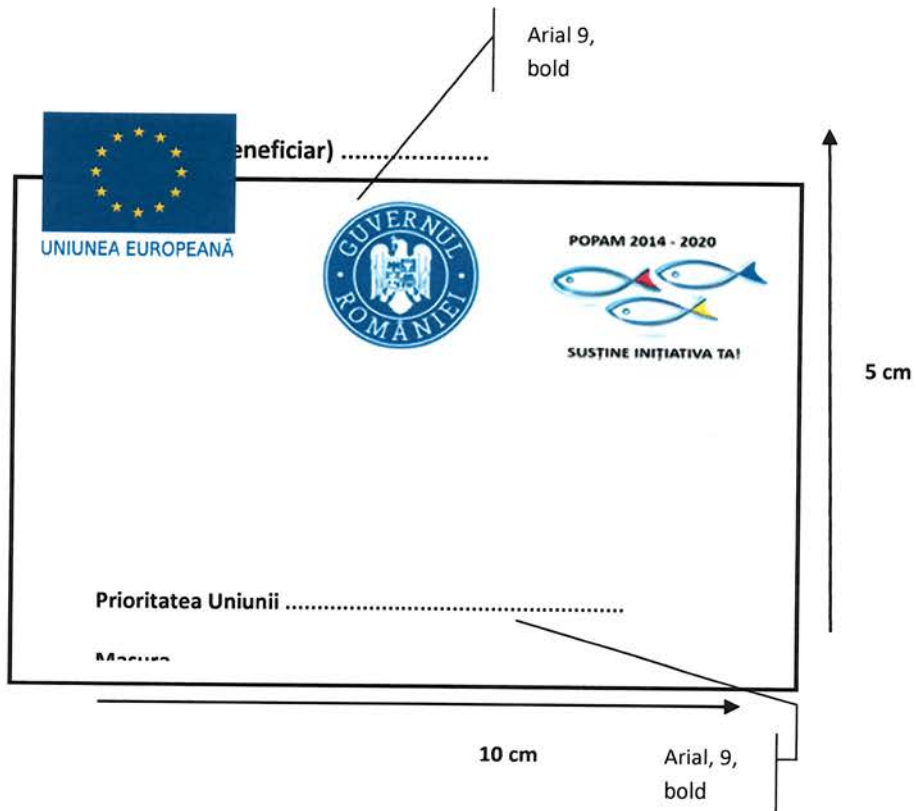 Arial 9,
bold
eneficiar) ....................
UNIUNEA EUROPEANĂ
GUVERNUL ROMÂNIEI
POPAM 2014 - 2020
SUSȚINE INIȚIATIVA TA!
5 cm
Prioritatea Uniunii ....................................................
Masura
10 cm
Arial, 9,
bold